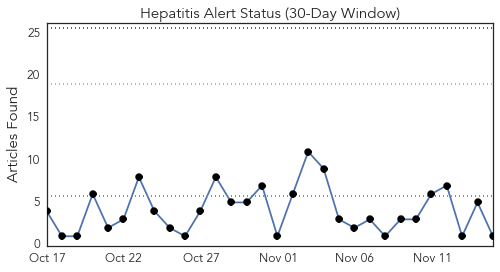 Hepatitis Alert Status (30-Day Window)
Articles Found
25
20
15
10
5
0
Oct 17 Oct 22 Oct 27 Nov 01 Nov 06 Nov 11